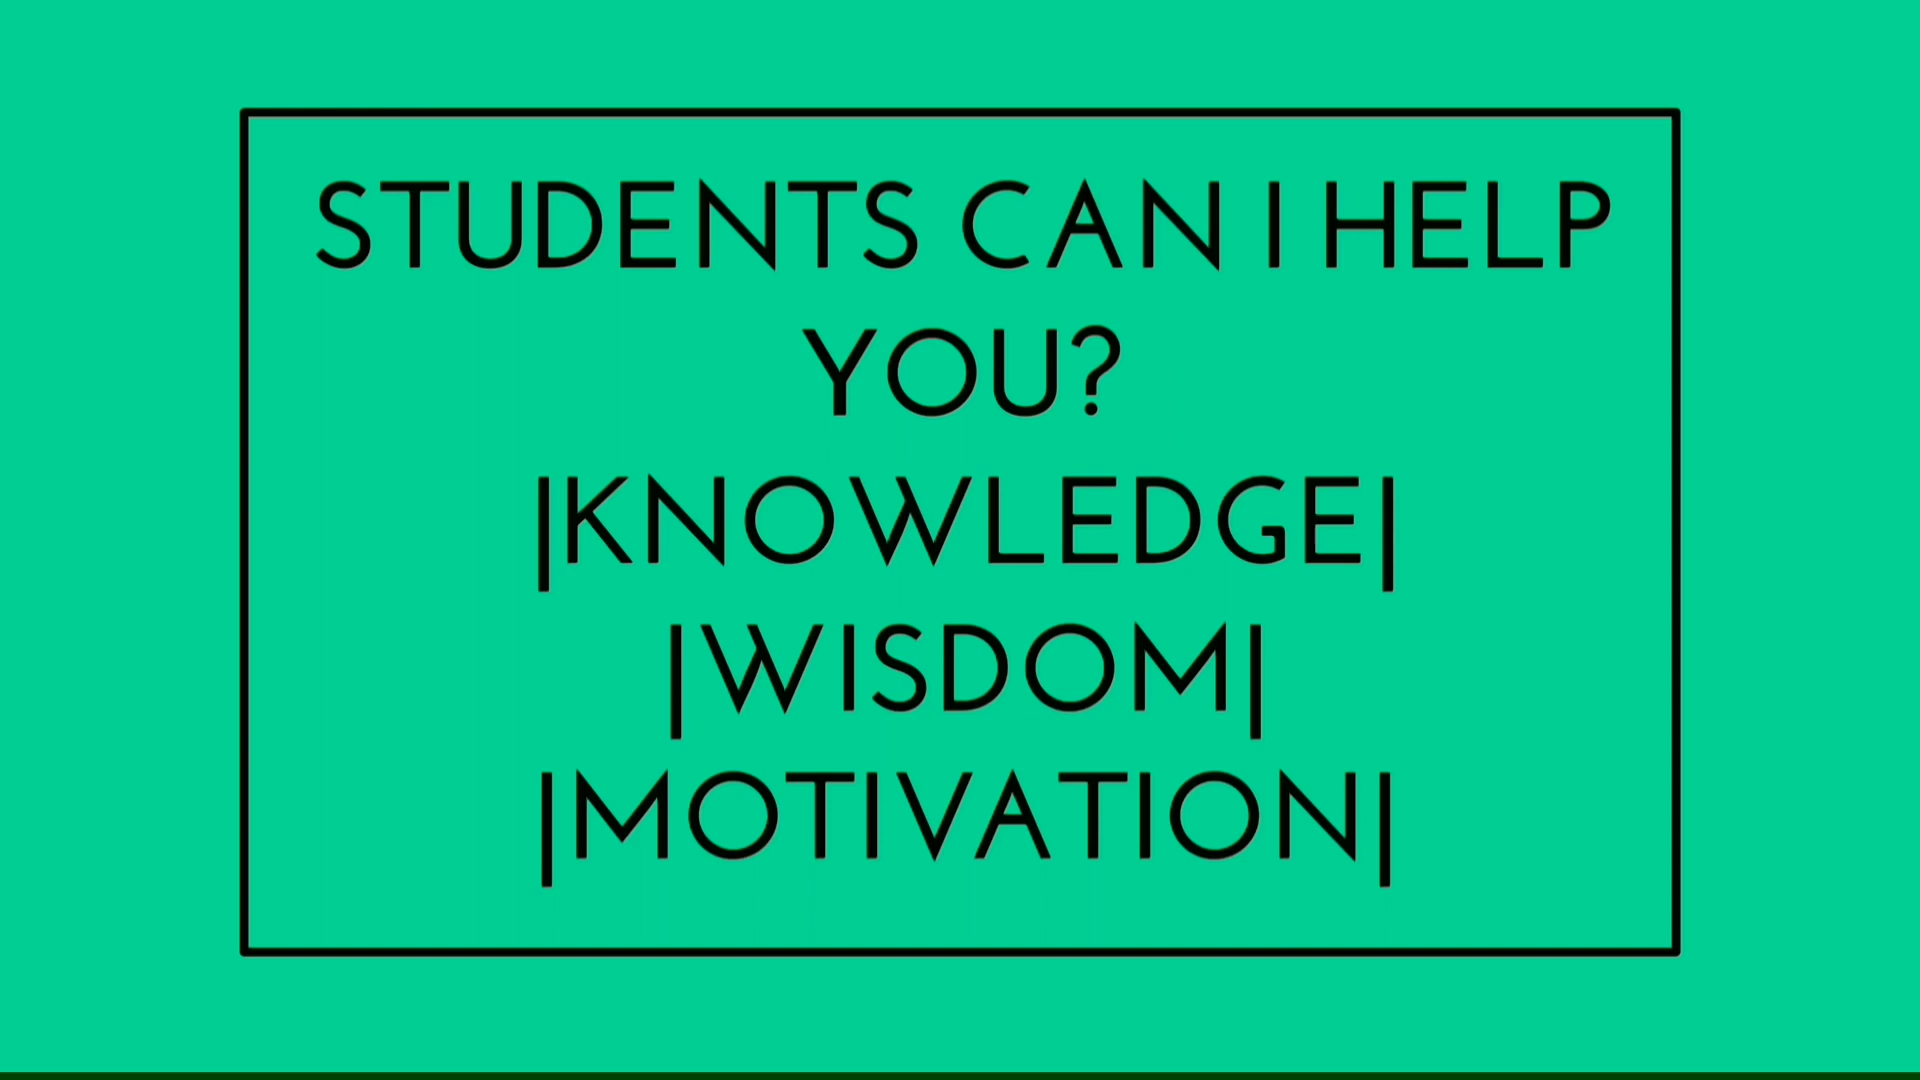 STUDENTS CAN I HELP
YOU?
|KNOWLEDGE|
|WISDOM|
|MOTIVATION|